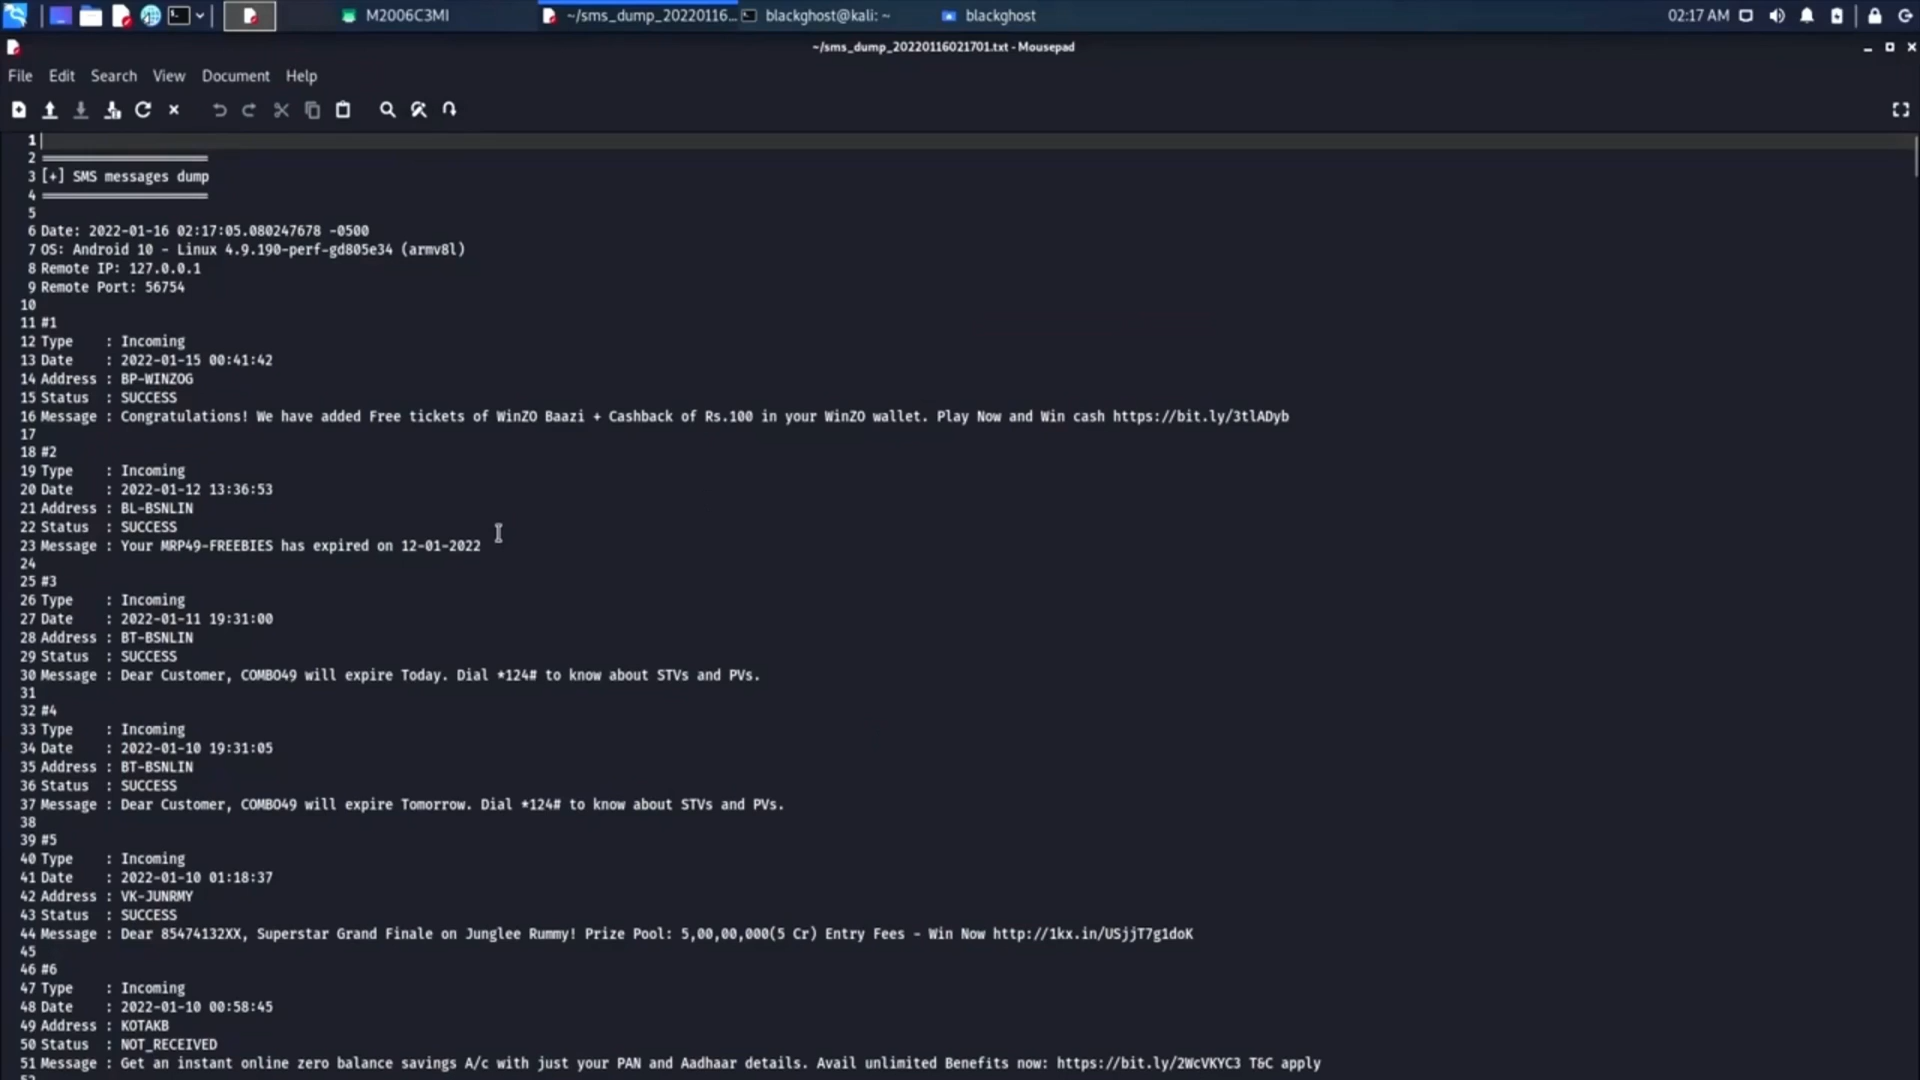 M2006C3MI
~/sms_dump_20220116...
blackghost@kali: ~
blackghost
02:17 AM
~/sms_dump_20220116021701.txt - Mousepad
File Edit Search View Document Help
1
2 =====================
3 [+] SMS messages dump
4 =====================
5
6 Date: 2022-01-16 02:17:05.080247678 -0500
7 OS: Android 10 - Linux 4.9.190-perf-gd805e34 (armv8l)
8 Remote IP: 127.0.0.1
9 Remote Port: 56754
10
11 #1
12 Type    : Incoming
13 Date    : 2022-01-15 00:41:42
14 Address : BP-WINZOG
15 Status  : SUCCESS
16 Message : Congratulations! We have added Free tickets of WinZO Baazi + Cashback of Rs.100 in your WinZO wallet. Play Now and Win cash https://bit.ly/3tlADyb
17
18 #2
19 Type    : Incoming
20 Date    : 2022-01-12 13:36:53
21 Address : BL-BSNLIN
22 Status  : SUCCESS
23 Message : Your MRP49-FREEBIES has expired on 12-01-2022
24
25 #3
26 Type    : Incoming
27 Date    : 2022-01-11 19:31:00
28 Address : BT-BSNLIN
29 Status  : SUCCESS
30 Message : Dear Customer, COMBO49 will expire Today. Dial *124# to know about STVs and PVs.
31
32 #4
33 Type    : Incoming
34 Date    : 2022-01-10 19:31:05
35 Address : BT-BSNLIN
36 Status  : SUCCESS
37 Message : Dear Customer, COMBO49 will expire Tomorrow. Dial *124# to know about STVs and PVs.
38
39 #5
40 Type    : Incoming
41 Date    : 2022-01-10 01:18:37
42 Address : VK-JUNRMY
43 Status  : SUCCESS
44 Message : Dear 85474132XX, Superstar Grand Finale on Junglee Rummy! Prize Pool: 5,00,00,000(5 Cr) Entry Fees - Win Now http://1kx.in/USjjT7g1doK
45
46 #6
47 Type    : Incoming
48 Date    : 2022-01-10 00:58:45
49 Address : KOTAKB
50 Status  : NOT_RECEIVED
51 Message : Get an instant online zero balance savings A/c with just your PAN and Aadhaar details. Avail unlimited Benefits now: https://bit.ly/2WcVKYC3 T&C apply